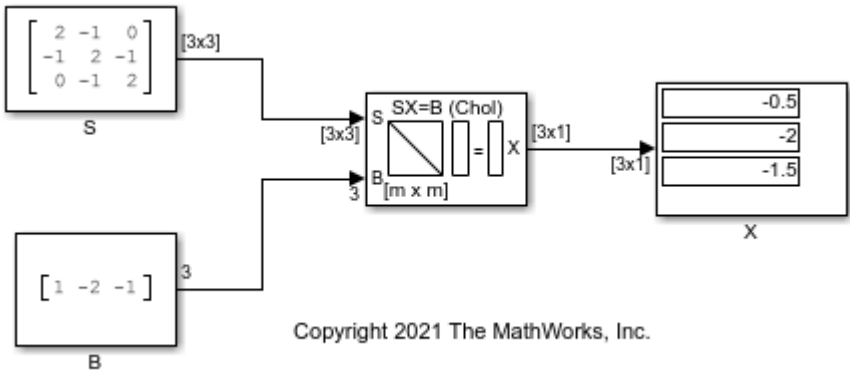 2 -1 0
-1 2 -1
0 -1 2
[3x3]
S
SX=B (Chol)
S
[3x3]
=
X
[3x1]
B
3
[m x m]
-0.5
-2
-1.5
[3x1]
X
[1 -2 -1]
3
B
Copyright 2021 The MathWorks, Inc.